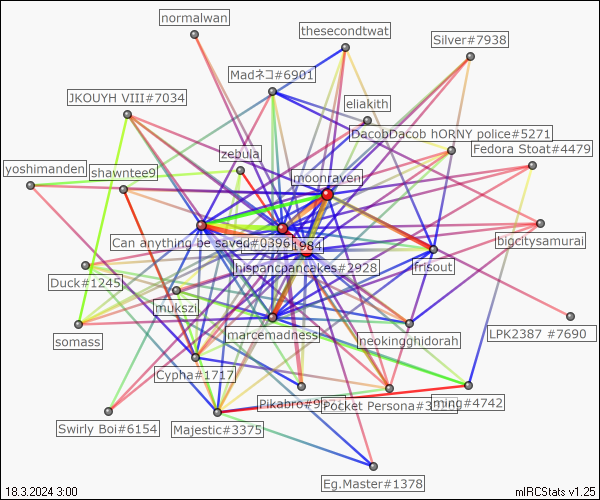 normalwan
thesecondtwat
Silver#7938
Madネコ#6901
JKOUYH VIII#7034
eliakith
DacobDacob hORNY police#5271
zebula
Fedora Stoat#4479
yoshimanden
shawntee9
moonraven
Can anything be saved#0396
1984
bigcitysamurai
hispanicpancakes#2928
frisout
Duck#1245
mukszi
marcemadness
neokingghidorah
LPK2387 #7690
somass
Cypha#1717
Pikabro#9
Pocket Persona#3
ming#4742
Swirly Boi#6154
Majestic#3375
Eg.Master#1378
18.3.2024 3:00
mIRCStats v1.25